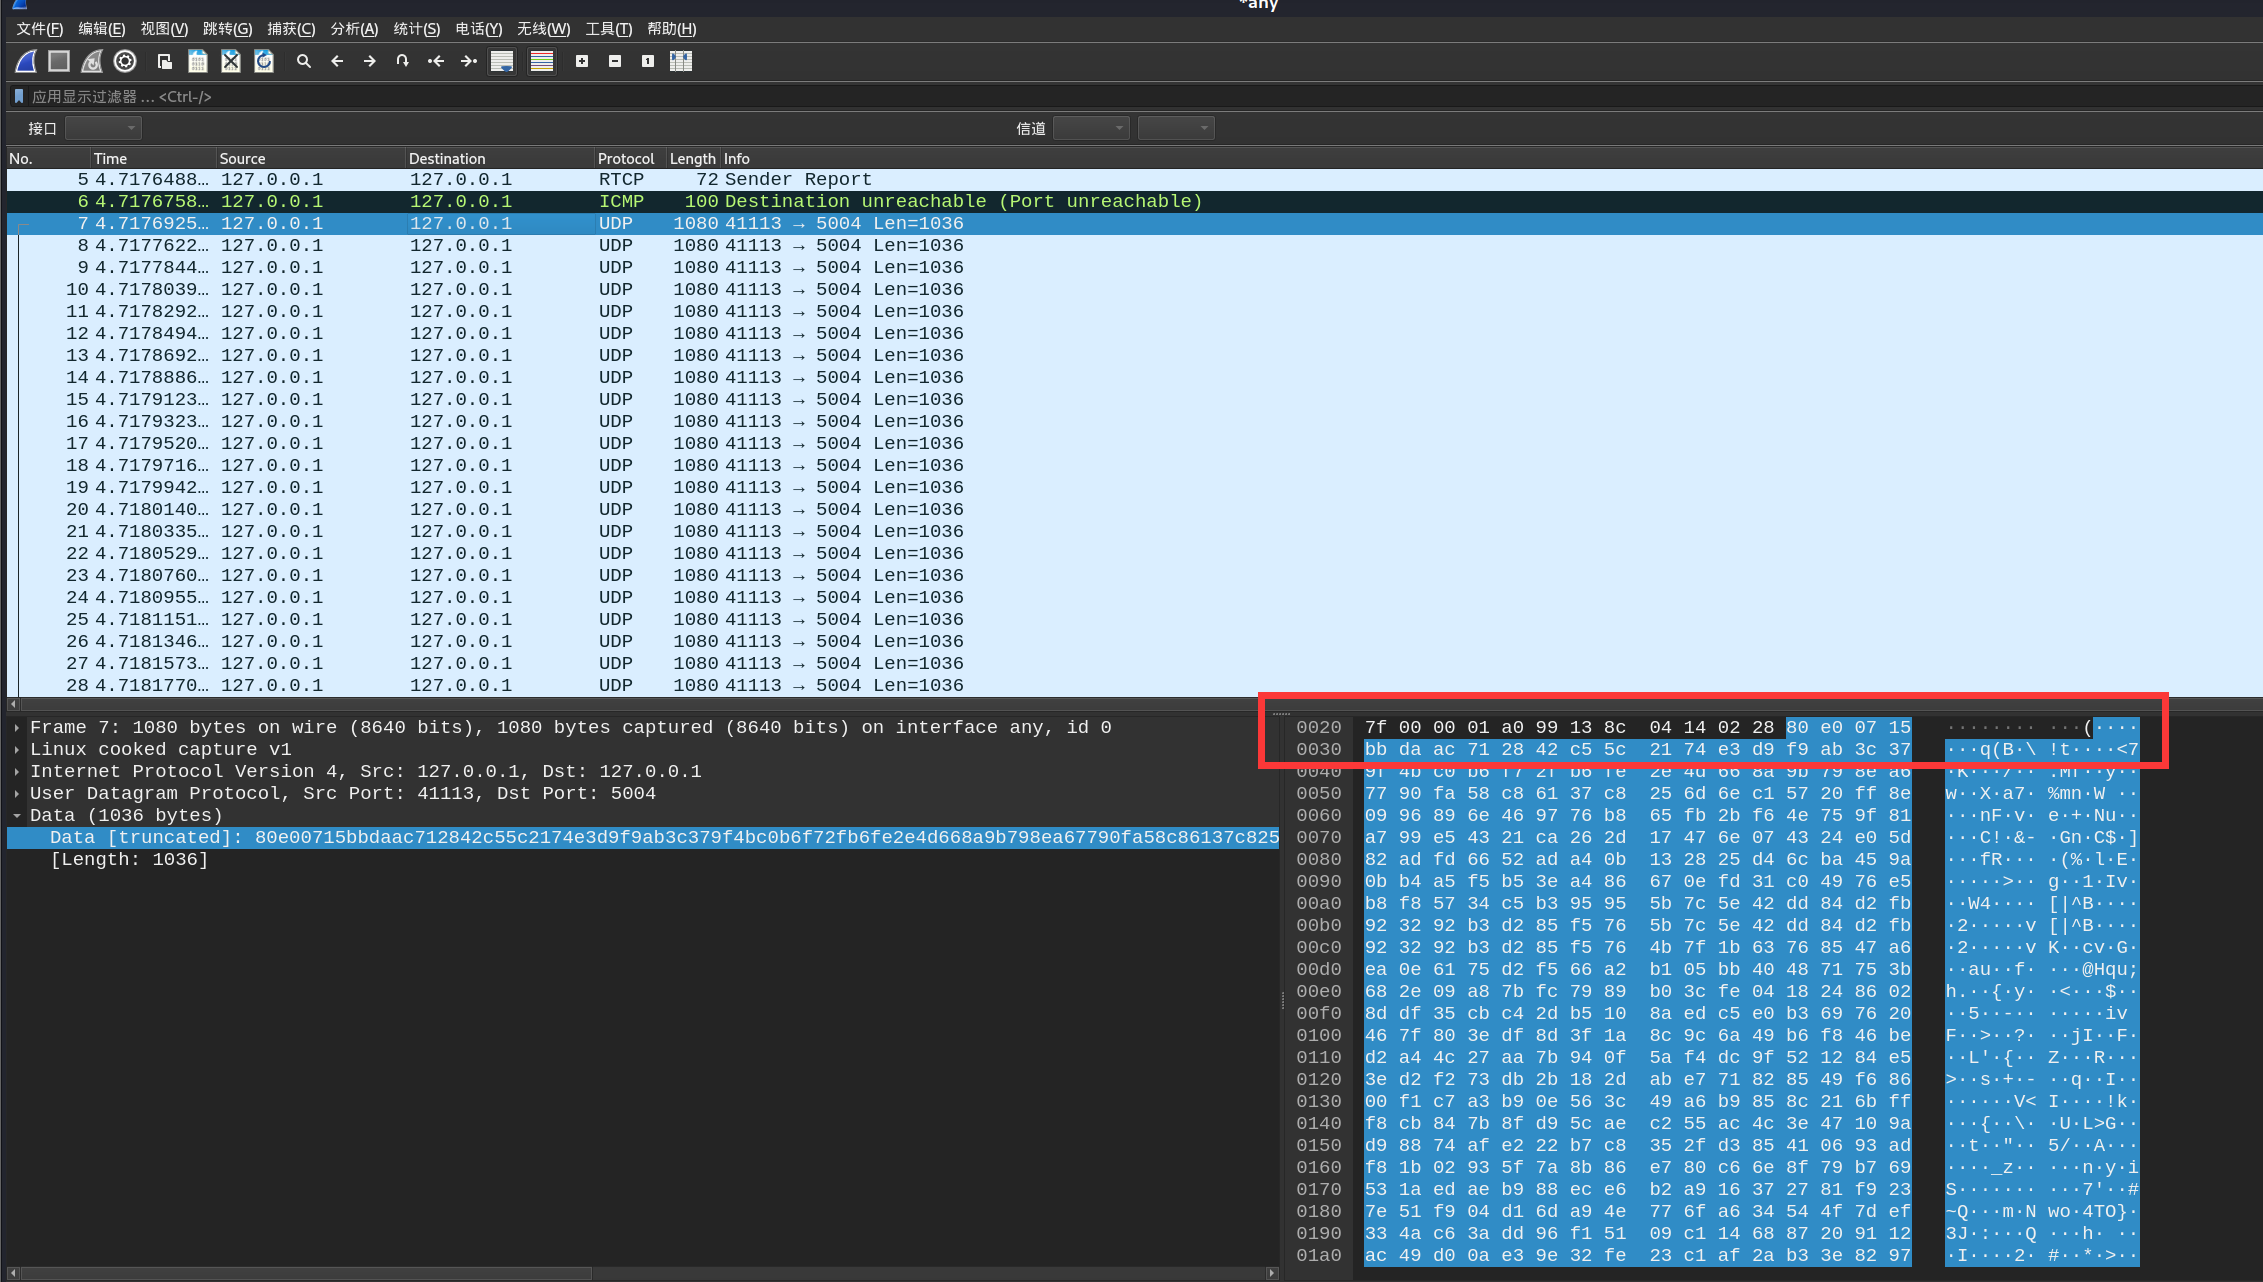 *any
文件(F) 编辑(E) 视图(V) 跳转(G) 捕获(C) 分析(A) 统计(S) 电话(Y) 无线(W) 工具(T) 帮助(H)
应用显示过滤器 … <Ctrl-/>
接口 信道
No. Time Source Destination Protocol Length Info
5 4.7176488… 127.0.0.1 127.0.0.1 RTCP 72 Sender Report
6 4.7176758… 127.0.0.1 127.0.0.1 ICMP 100 Destination unreachable (Port unreachable)
7 4.7176925… 127.0.0.1 127.0.0.1 UDP 1080 41113 → 5004 Len=1036
8 4.7177622… 127.0.0.1 127.0.0.1 UDP 1080 41113 → 5004 Len=1036
9 4.7177844… 127.0.0.1 127.0.0.1 UDP 1080 41113 → 5004 Len=1036
10 4.7178039… 127.0.0.1 127.0.0.1 UDP 1080 41113 → 5004 Len=1036
11 4.7178292… 127.0.0.1 127.0.0.1 UDP 1080 41113 → 5004 Len=1036
12 4.7178494… 127.0.0.1 127.0.0.1 UDP 1080 41113 → 5004 Len=1036
13 4.7178692… 127.0.0.1 127.0.0.1 UDP 1080 41113 → 5004 Len=1036
14 4.7178886… 127.0.0.1 127.0.0.1 UDP 1080 41113 → 5004 Len=1036
15 4.7179123… 127.0.0.1 127.0.0.1 UDP 1080 41113 → 5004 Len=1036
16 4.7179323… 127.0.0.1 127.0.0.1 UDP 1080 41113 → 5004 Len=1036
17 4.7179520… 127.0.0.1 127.0.0.1 UDP 1080 41113 → 5004 Len=1036
18 4.7179716… 127.0.0.1 127.0.0.1 UDP 1080 41113 → 5004 Len=1036
19 4.7179942… 127.0.0.1 127.0.0.1 UDP 1080 41113 → 5004 Len=1036
20 4.7180140… 127.0.0.1 127.0.0.1 UDP 1080 41113 → 5004 Len=1036
21 4.7180335… 127.0.0.1 127.0.0.1 UDP 1080 41113 → 5004 Len=1036
22 4.7180529… 127.0.0.1 127.0.0.1 UDP 1080 41113 → 5004 Len=1036
23 4.7180760… 127.0.0.1 127.0.0.1 UDP 1080 41113 → 5004 Len=1036
24 4.7180955… 127.0.0.1 127.0.0.1 UDP 1080 41113 → 5004 Len=1036
25 4.7181151… 127.0.0.1 127.0.0.1 UDP 1080 41113 → 5004 Len=1036
26 4.7181346… 127.0.0.1 127.0.0.1 UDP 1080 41113 → 5004 Len=1036
27 4.7181573… 127.0.0.1 127.0.0.1 UDP 1080 41113 → 5004 Len=1036
28 4.7181770… 127.0.0.1 127.0.0.1 UDP 1080 41113 → 5004 Len=1036
Frame 7: 1080 bytes on wire (8640 bits), 1080 bytes captured (8640 bits) on interface any, id 0
Linux cooked capture v1
Internet Protocol Version 4, Src: 127.0.0.1, Dst: 127.0.0.1
User Datagram Protocol, Src Port: 41113, Dst Port: 5004
Data (1036 bytes)
Data [truncated]: 80e00715bbdaac712842c55c2174e3d9f9ab3c379f4bc0b6f72fb6fe2e4d668a9b798ea67790fa58c86137c825
[Length: 1036]
0020 7f 00 00 01 a0 99 13 8c 04 14 02 28 80 e0 07 15 ········ ···(····
0030 bb da ac 71 28 42 c5 5c 21 74 e3 d9 f9 ab 3c 37 ···q(B·\ !t····<7
0040 9f 4b c0 b6 f7 2f b6 fe 2e 4d 66 8a 9b 79 8e a6 ·K···/·· .Mf··y··
0050 77 90 fa 58 c8 61 37 c8 25 6d 6e c1 57 20 ff 8e w··X·a7· %mn·W ··
0060 09 96 89 6e 46 97 76 b8 65 fb 2b f6 4e 75 9f 81 ···nF·v· e·+·Nu··
0070 a7 99 e5 43 21 ca 26 2d 17 47 6e 07 43 24 e0 5d ···C!·&- ·Gn·C$·]
0080 82 ad fd 66 52 ad a4 0b 13 28 25 d4 6c ba 45 9a ···fR··· ·(%·l·E·
0090 0b b4 a5 f5 b5 3e a4 86 67 0e fd 31 c0 49 76 e5 ·····>·· g··1·Iv·
00a0 b8 f8 57 34 c5 b3 95 95 5b 7c 5e 42 dd 84 d2 fb ··W4···· [|^B····
00b0 92 32 92 b3 d2 85 f5 76 5b 7c 5e 42 dd 84 d2 fb ·2·····v [|^B····
00c0 92 32 92 b3 d2 85 f5 76 4b 7f 1b 63 76 85 47 a6 ·2·····v K··cv·G·
00d0 ea 0e 61 75 d2 f5 66 a2 b1 05 bb 40 48 71 75 3b ··au··f· ···@Hqu;
00e0 68 2e 09 a8 7b fc 79 89 b0 3c fe 04 18 24 86 02 h.··{·y· ·<···$··
00f0 8d df 35 cb c4 2d b5 10 8a ed c5 e0 b3 69 76 20 ··5··-·· ·····iv
0100 46 7f 80 3e df 8d 3f 1a 8c 9c 6a 49 b6 f8 46 be F··>··?· ··jI··F·
0110 d2 a4 4c 27 aa 7b 94 0f 5a f4 dc 9f 52 12 84 e5 ··L'·{·· Z···R···
0120 3e d2 f2 73 db 2b 18 2d ab e7 71 82 85 49 f6 86 >··s·+·- ··q··I··
0130 00 f1 c7 a3 b9 0e 56 3c 49 a6 b9 85 8c 21 6b ff ······V< I····!k·
0140 f8 cb 84 7b 8f d9 5c ae c2 55 ac 4c 3e 47 10 9a ···{··\· ·U·L>G··
0150 d9 88 74 af e2 22 b7 c8 35 2f d3 85 41 06 93 ad ··t··"·· 5/··A···
0160 f8 1b 02 93 5f 7a 8b 86 e7 80 c6 6e 8f 79 b7 69 ····_z·· ···n·y·i
0170 53 1a ed ae b9 88 ec e6 b2 a9 16 37 27 81 f9 23 S······· ···7'··#
0180 7e 51 f9 04 d1 6d a9 4e 77 6f a6 34 54 4f 7d ef ~Q···m·N wo·4TO}·
0190 33 4a c6 3a dd 96 f1 51 09 c1 14 68 87 20 91 12 3J·:···Q ···h· ··
01a0 ac 49 d0 0a e3 9e 32 fe 23 c1 af 2a b3 3e 82 97 ·I····2· #··*·>··